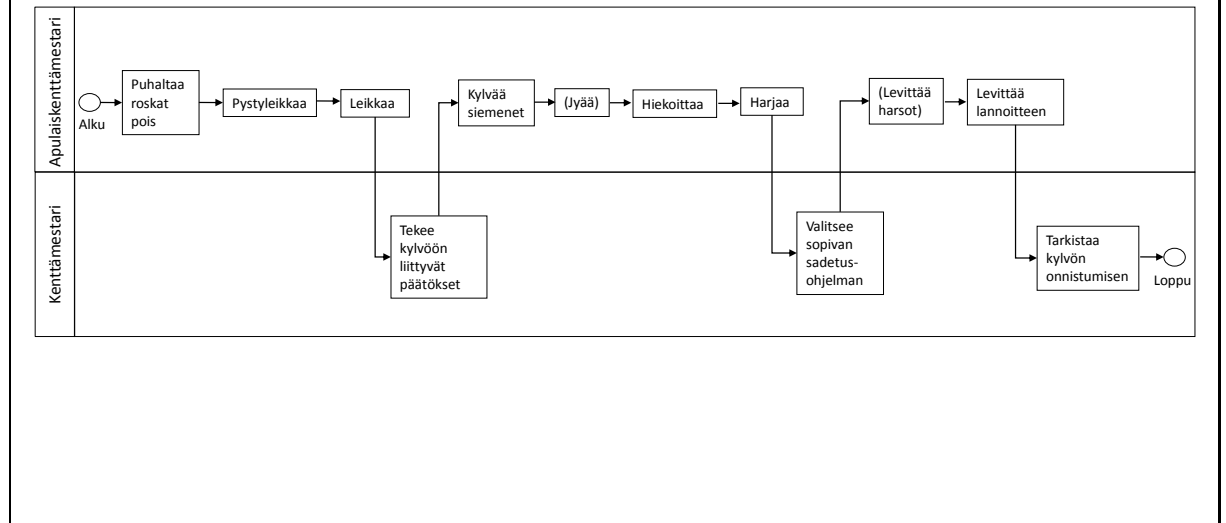 Apulaiskenttämestari
Alku
Puhaltaa
roskat
pois
Pystyleikkaa
Leikkaa
Kylvää
siemenet
(Jyää)
Hiekoittaa
Harjaa
(Levittää
harsot)
Levittää
lannoitteen
Kenttämestari
Tekee
kylvöön
liittyvät
päätökset
Valitsee
sopivan
sadetus-
ohjelman
Tarkistaa
kylvön
onnistumisen
Loppu